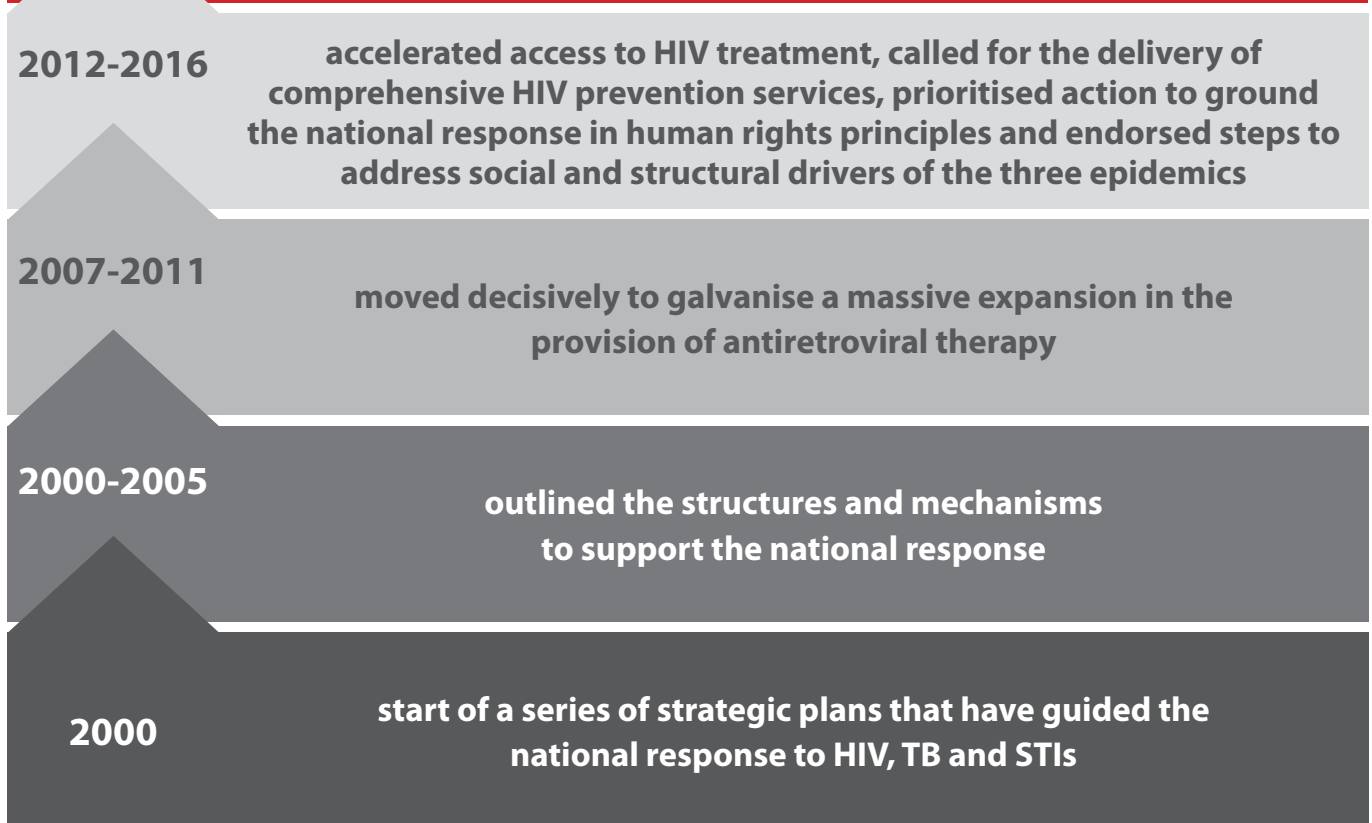 2012-2016
accelerated access to HIV treatment, called for the delivery of
comprehensive HIV prevention services, prioritised action to ground
the national response in human rights principles and endorsed steps to
address social and structural drivers of the three epidemics
2007-2011
moved decisively to galvanise a massive expansion in the
provision of antiretroviral therapy
2000-2005
outlined the structures and mechanisms
to support the national response
2000
start of a series of strategic plans that have guided the
national response to HIV, TB and STIs